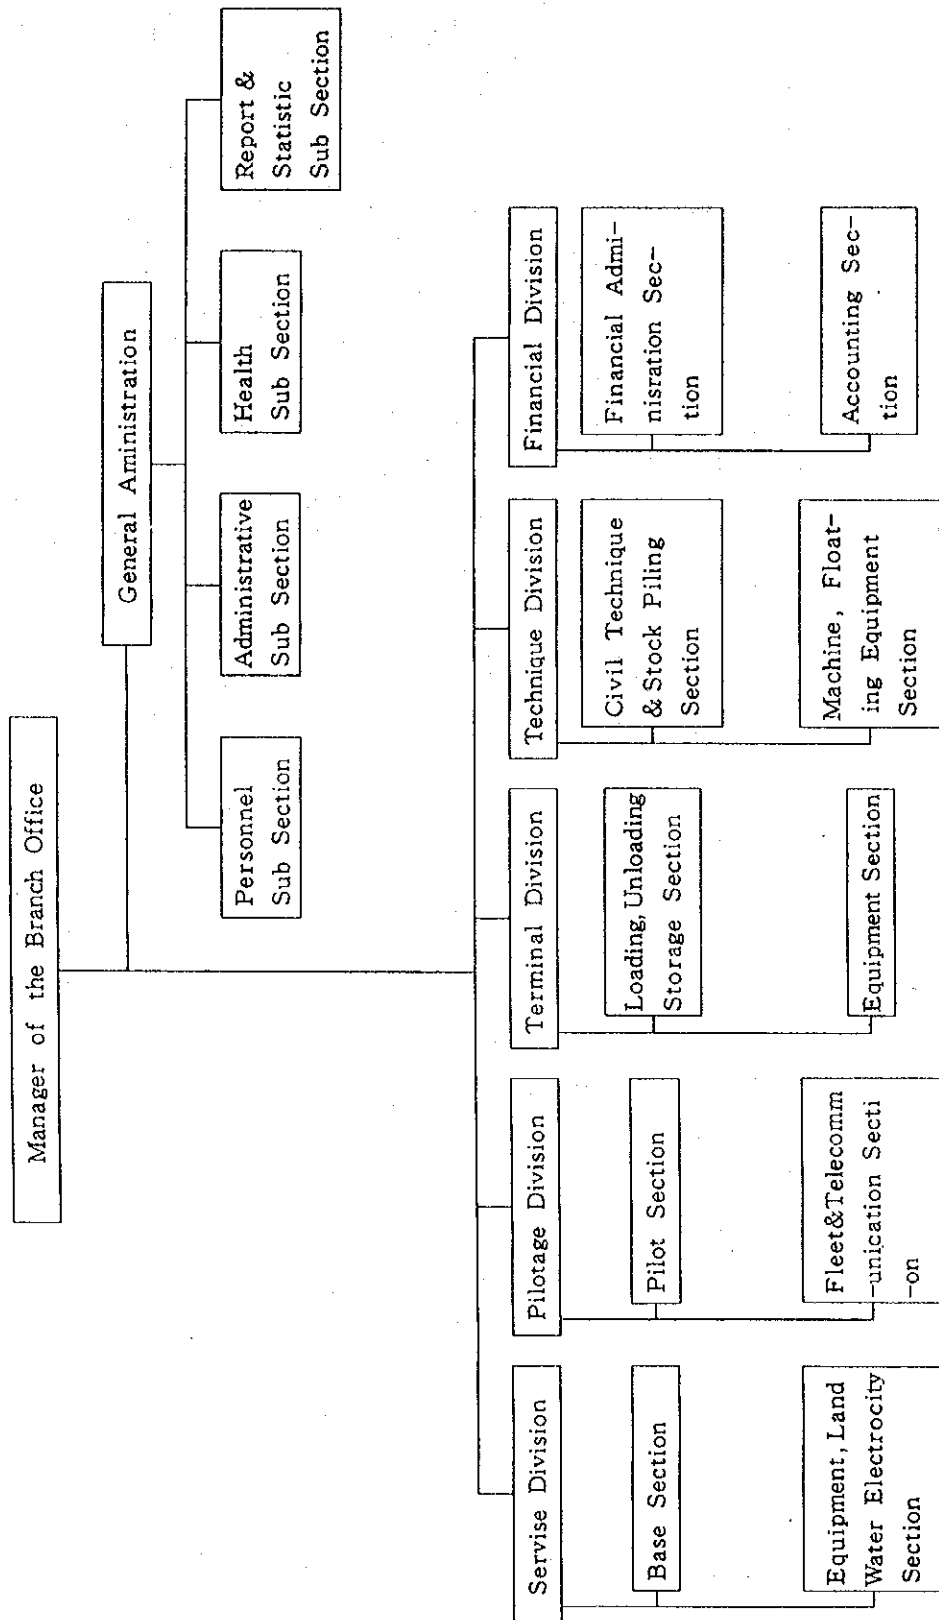 Manager of the Branch Office
General Aministration
Personnel
Sub Section
Administrative
Sub Section
Health
Sub Section
Report &
Statistic
Sub Section
Servise Division
Pilotage Division
Terminal Division
Technique Division
Financial Division
Base Section
Pilot Section
Loading, Unloading
Storage Section
Civil Technique
& Stock Piling
Section
Financial Admi-
nisration Sec-
tion
Equipment, Land
Water Electrocity
Section
Fleet&Telecomm
-unication Secti
-on
Equipment Section
Machine, Float-
ing Equipment
Section
Accounting Sec-
tion